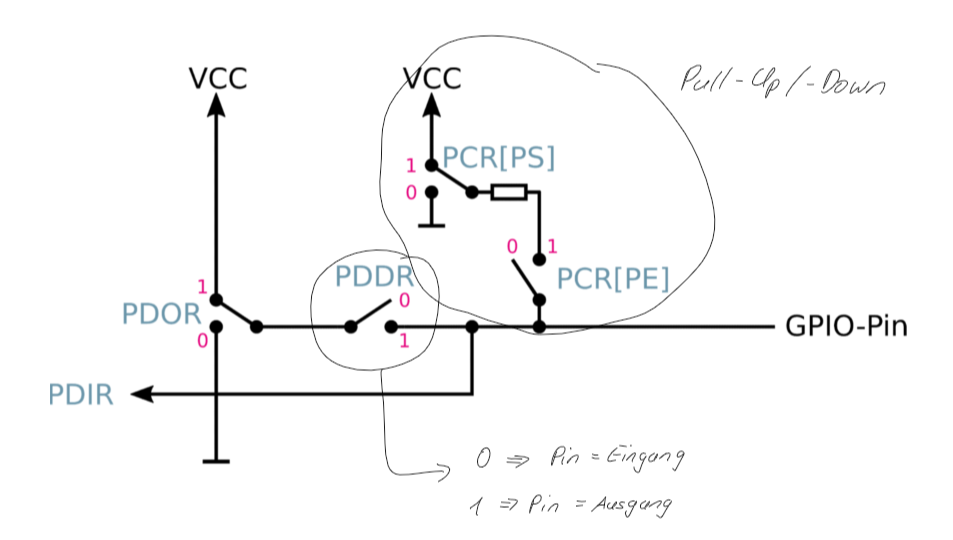 VCC
VCC
Pull-Up/-Down
1
PCR[PS]
0
0
1
PCR[PE]
PDDR
0
1
1
PDOR
0
GPIO-Pin
PDIR
0 ⇒ Pin = Eingang
1 ⇒ Pin = Ausgang